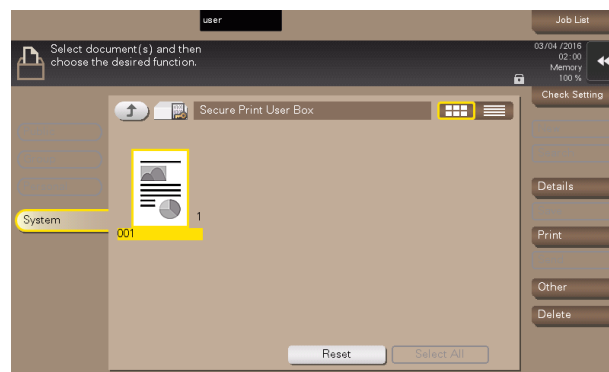 user
Job List
Select document(s) and then
choose the desired function.
03/04 /2016
02:00
Memory
100 %
Check Setting
Secure Print User Box
Details
System
1
001
Print
Other
Delete
Reset
Select All